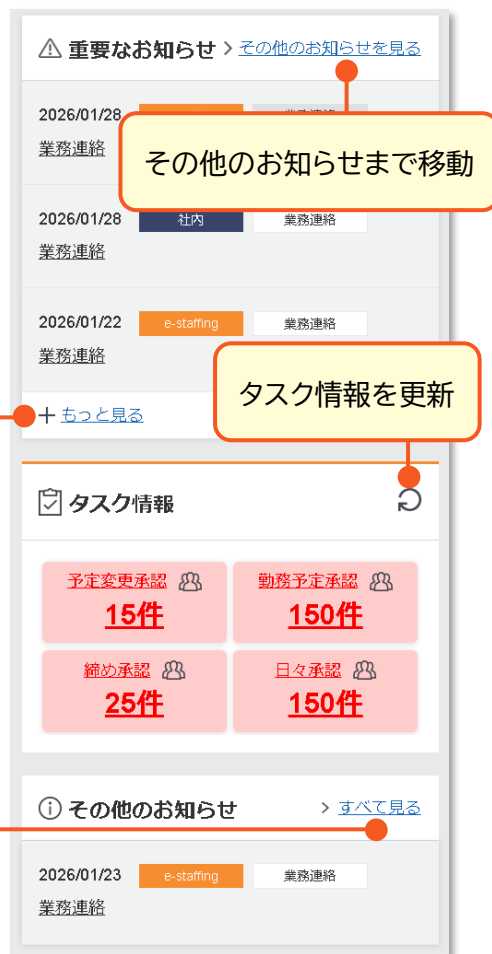 重要なお知らせ > その他のお知らせを見る
2026/01/28
業務連絡
その他のお知らせまで移動
2026/01/28 社内 業務連絡
業務連絡
2026/01/22 e-staffing 業務連絡
業務連絡
タスク情報を更新
+ もっと見る
タスク情報
予定変更承認 勤務予定承認
15件 150件
締め承認 日々承認
25件 150件
その他のお知らせ > すべて見る
2026/01/23 e-staffing 業務連絡
業務連絡